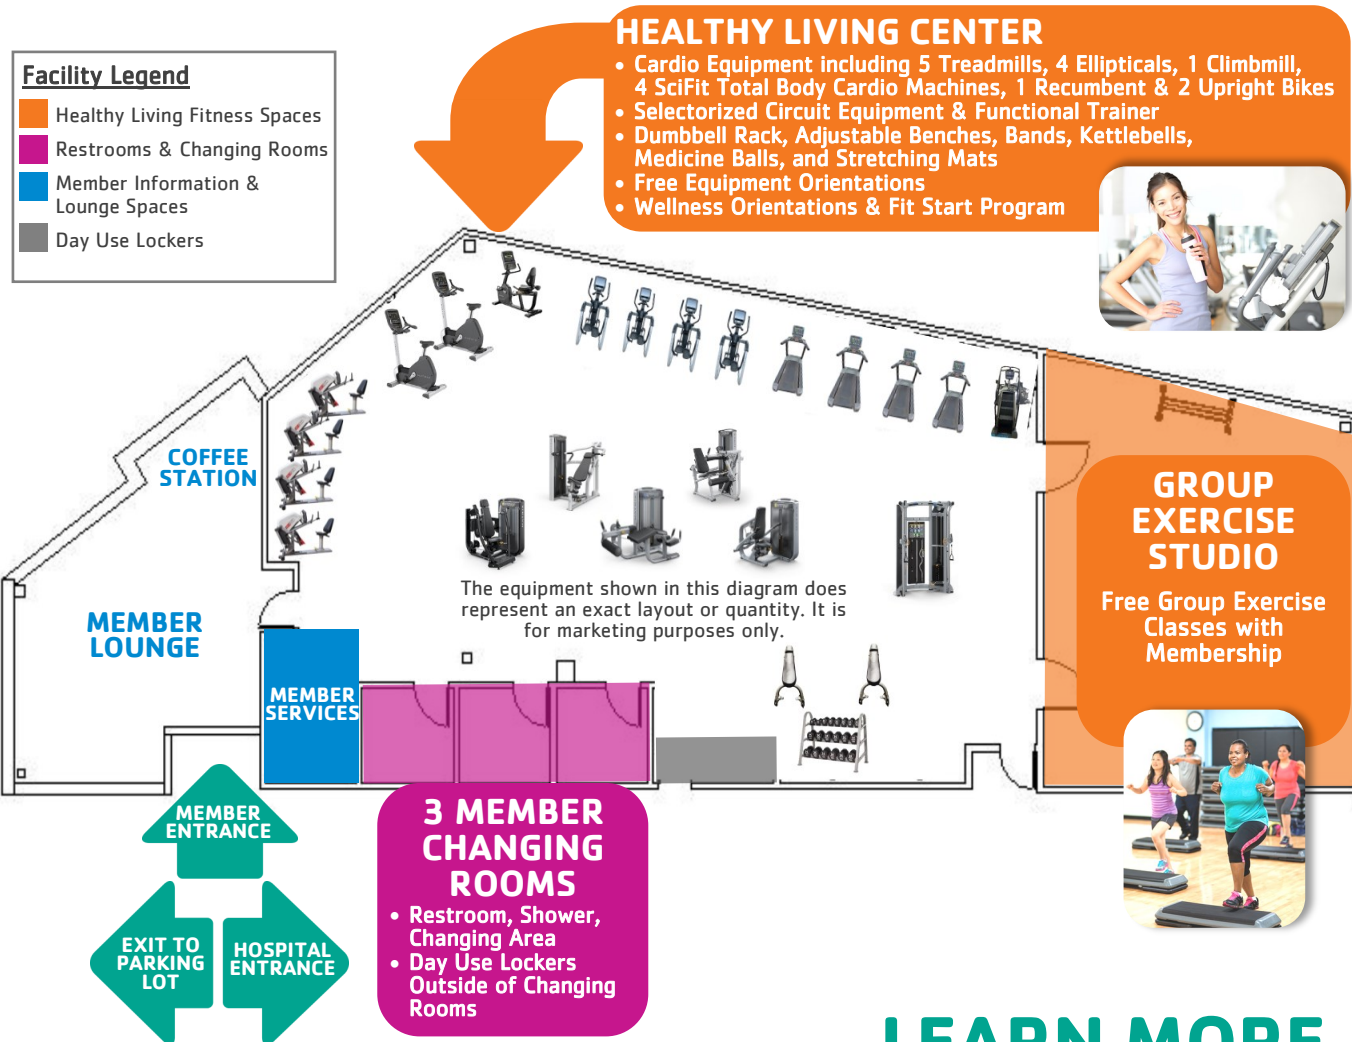 HEALTHY LIVING CENTER
• Cardio Equipment including 5 Treadmills, 4 Ellipticals, 1 Climbmill,
4 SciFit Total Body Cardio Machines, 1 Recumbent & 2 Upright Bikes
• Selectorized Circuit Equipment & Functional Trainer
• Dumbbell Rack, Adjustable Benches, Bands, Kettlebells,
Medicine Balls, and Stretching Mats
• Free Equipment Orientations
• Wellness Orientations & Fit Start Program
Facility Legend
Healthy Living Fitness Spaces
Restrooms & Changing Rooms
Member Information &
Lounge Spaces
Day Use Lockers
COFFEE
STATION
MEMBER
LOUNGE
MEMBER
SERVICES
The equipment shown in this diagram does
represent an exact layout or quantity. It is
for marketing purposes only.
GROUP
EXERCISE
STUDIO
Free Group Exercise
Classes with
Membership
MEMBER
ENTRANCE
EXIT TO
PARKING
LOT
HOSPITAL
ENTRANCE
3 MEMBER
CHANGING
ROOMS
• Restroom, Shower,
Changing Area
• Day Use Lockers
Outside of Changing
Rooms
LEARN MORE